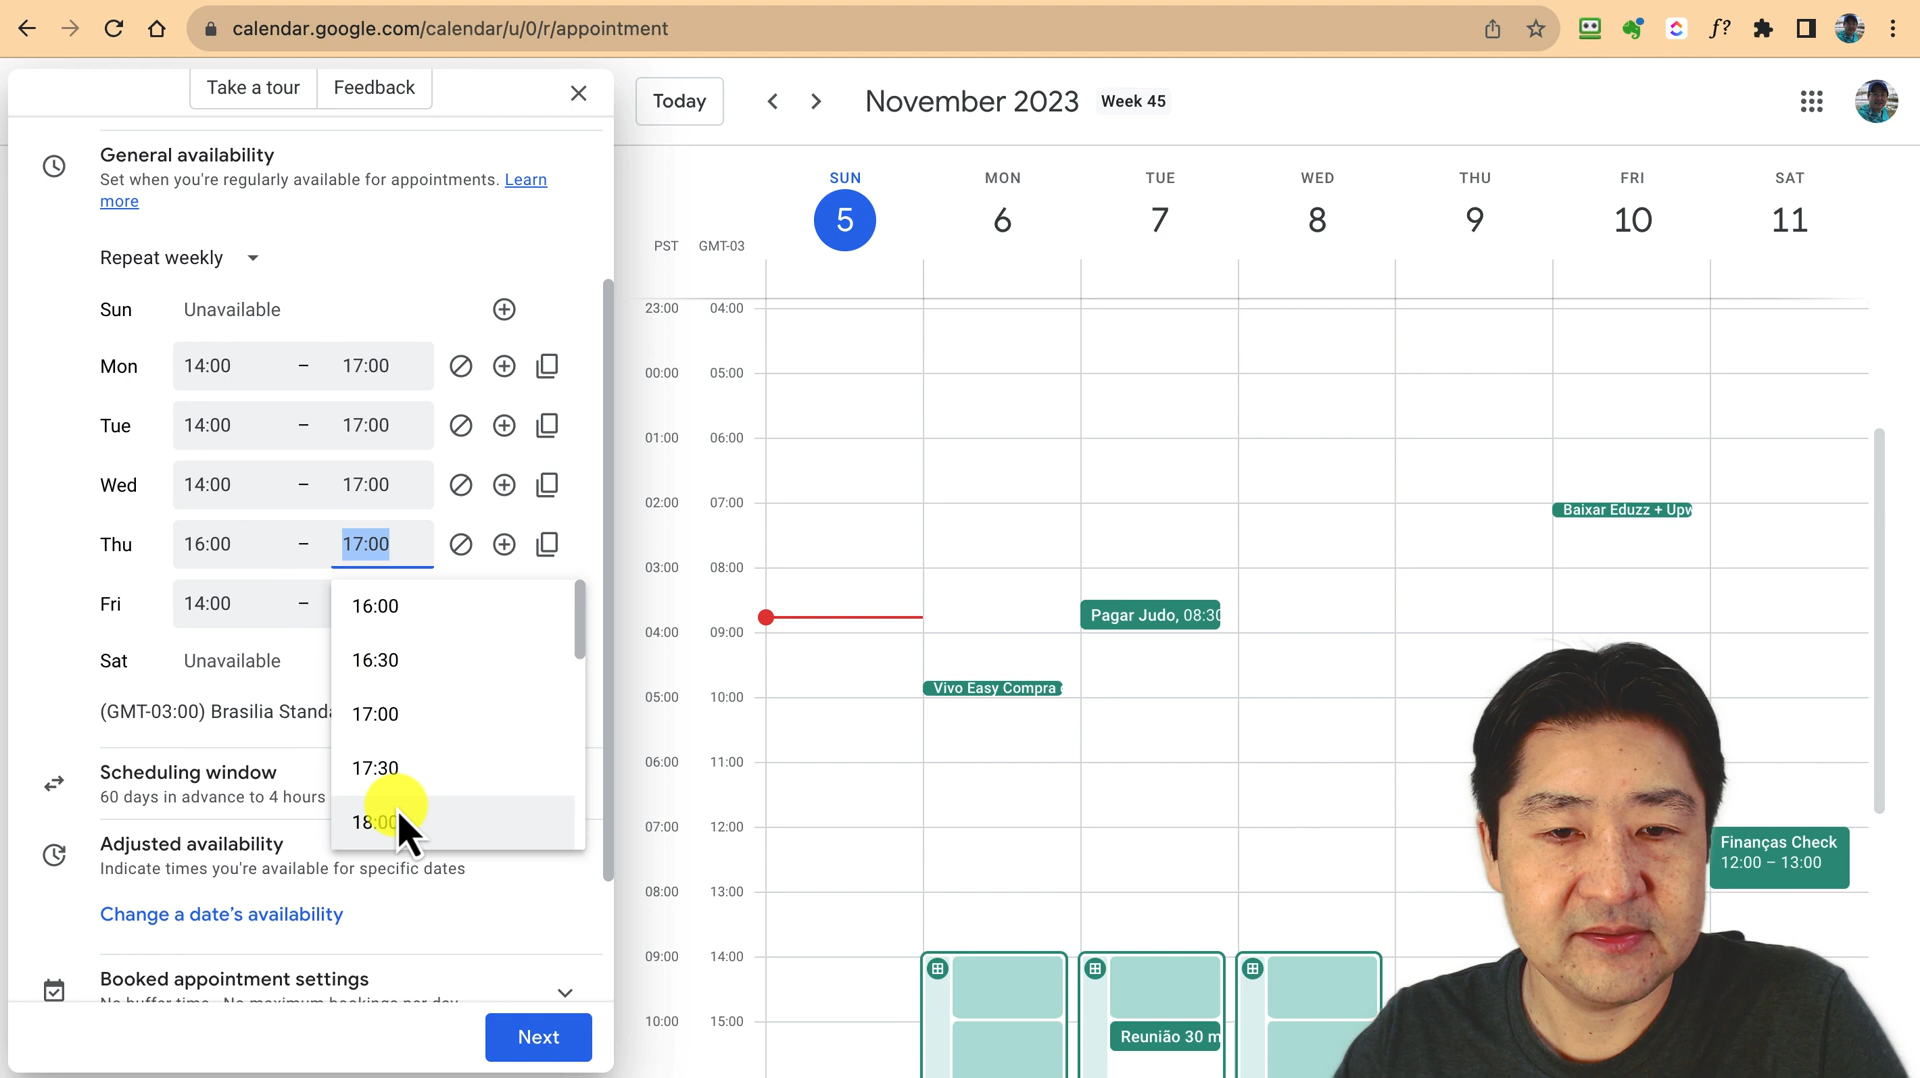 calendar.google.com/calendar/u/0/r/appointment
f?
Take a tour
Feedback
General availability
Set when you're regularly available for appointments. Learn
more
Repeat weekly
Sun Unavailable
Mon 14:00 – 17:00
Tue 14:00 – 17:00
Wed 14:00 – 17:00
Thu 16:00 – 17:00
Fri 14:00 –
Sat Unavailable
16:00
16:30
17:00
17:30
18:00
(GMT-03:00) Brasilia Standa
Scheduling window
60 days in advance to 4 hours
Adjusted availability
Indicate times you're available for specific dates
Change a date's availability
Booked appointment settings
No buffer time · No maximum bookings per day
Next
Today
November 2023
Week 45
SUN MON TUE WED THU FRI SAT
5 6 7 8 9 10 11
PST GMT-03
23:00 04:00
00:00 05:00
01:00 06:00
02:00 07:00
03:00 08:00
04:00 09:00
05:00 10:00
06:00 11:00
07:00 12:00
08:00 13:00
09:00 14:00
10:00 15:00
Baixar Eduzz + Upw
Pagar Judo, 08:30
Vivo Easy Compra
Finanças Check
12:00 – 13:00
Reunião 30 m